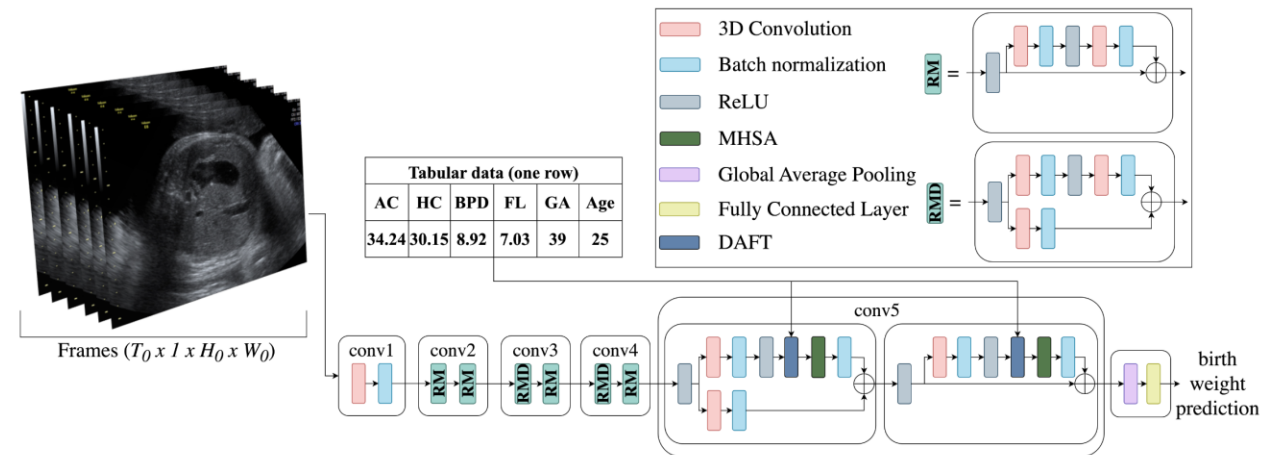 3D Convolution
Batch normalization
ReLU
MHSA
Global Average Pooling
Fully Connected Layer
DAFT
RM =
RMD =
Tabular data (one row)
AC HC BPD FL GA Age
34.24 30.15 8.92 7.03 39 25
Frames (T₀ x 1 x H₀ x W₀)
conv1
conv2
RM RM
conv3
RMD RM
conv4
RMD RM
conv5
birth
weight
prediction